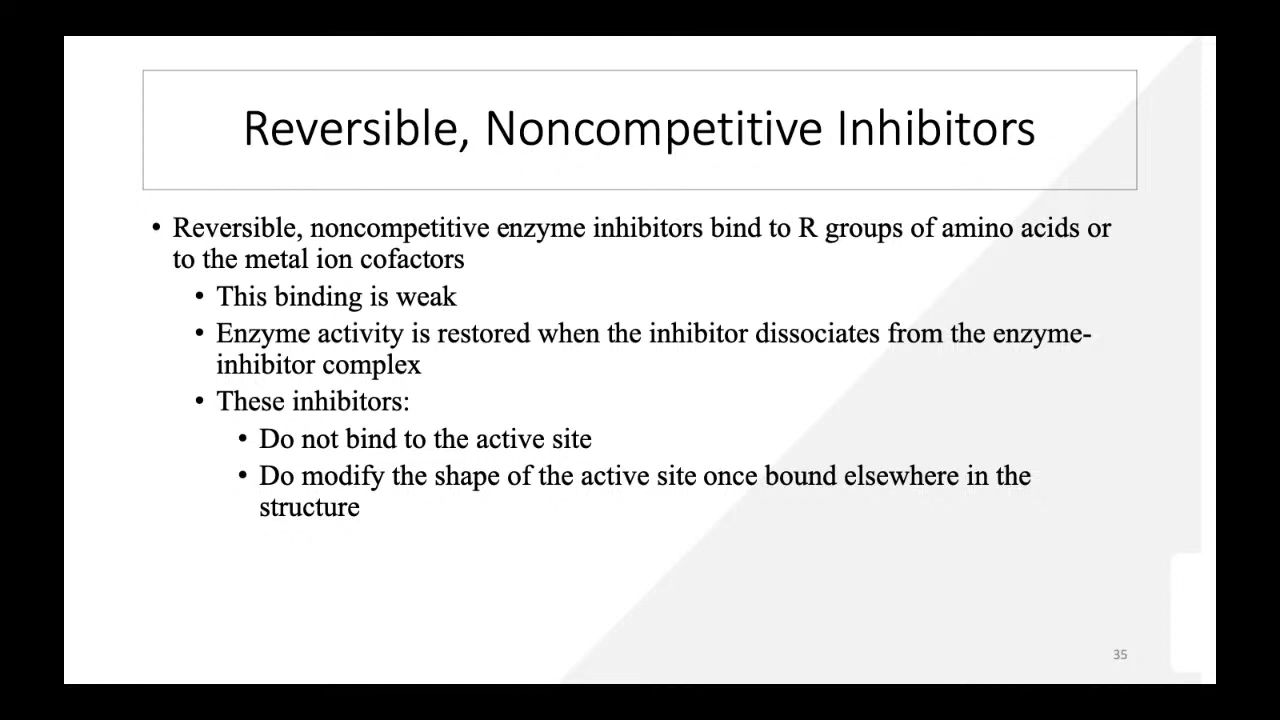 Reversible, Noncompetitive Inhibitors
• Reversible, noncompetitive enzyme inhibitors bind to R groups of amino acids or
to the metal ion cofactors
• This binding is weak
• Enzyme activity is restored when the inhibitor dissociates from the enzyme-
inhibitor complex
• These inhibitors:
• Do not bind to the active site
• Do modify the shape of the active site once bound elsewhere in the
structure
35